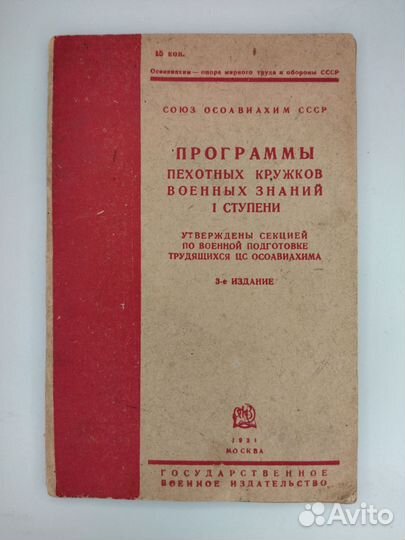 15 коп.
Осоавиахим — опора мирного труда и обороны СССР
СОЮЗ ОСОАВИАХИМ СССР
ПРОГРАММЫ
ПЕХОТНЫХ КРУЖКОВ
ВОЕННЫХ ЗНАНИЙ
I СТУПЕНИ
УТВЕРЖДЕНЫ СЕКЦИЕЙ
ПО ВОЕННОЙ ПОДГОТОВКЕ
ТРУДЯЩИХСЯ ЦС ОСОАВИАХИМА
3-е ИЗДАНИЕ
1931
МОСКВА
ГОСУДАРСТВЕННОЕ
ВОЕННОЕ ИЗДАТЕЛЬСТВО
Avito